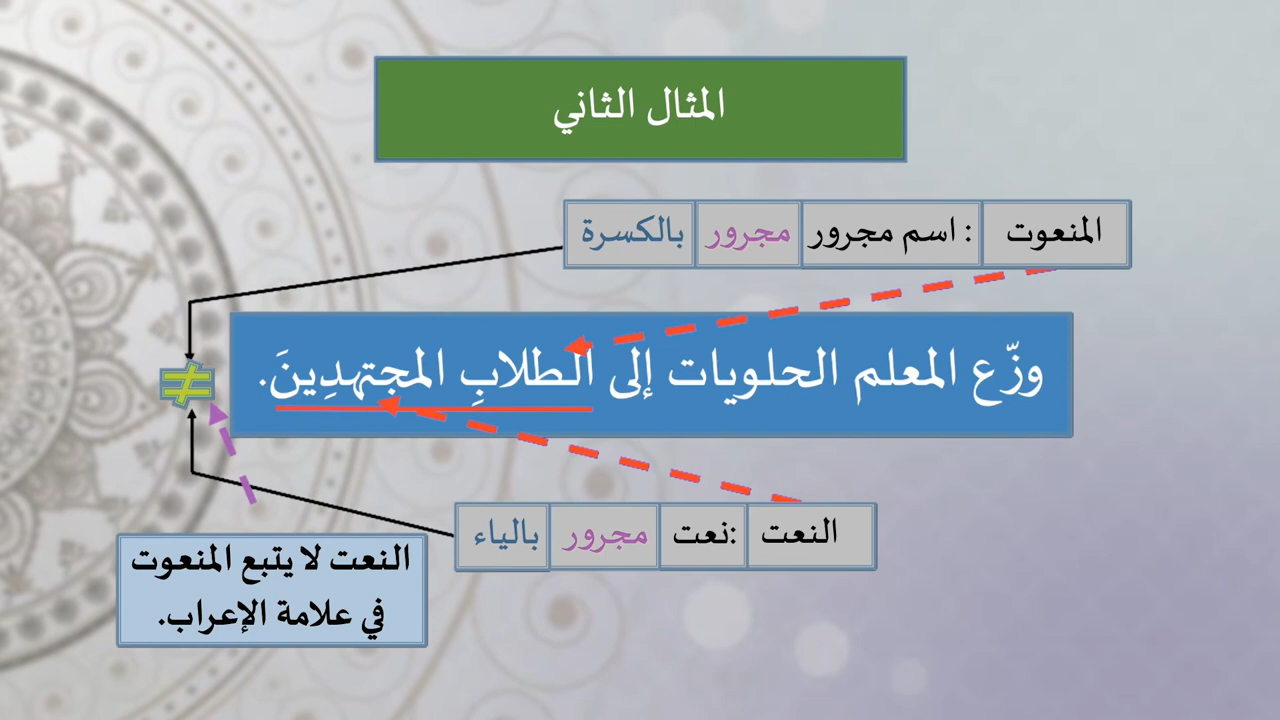 المثال الثاني
المنعوت : اسم مجرور مجرور بالكسرة
وزّع المعلم الحلويات إلى الطلابِ المجتهدِينَ.
≠
النعت :نعت مجرور بالياء
النعت لا يتبع المنعوت
في علامة الإعراب.